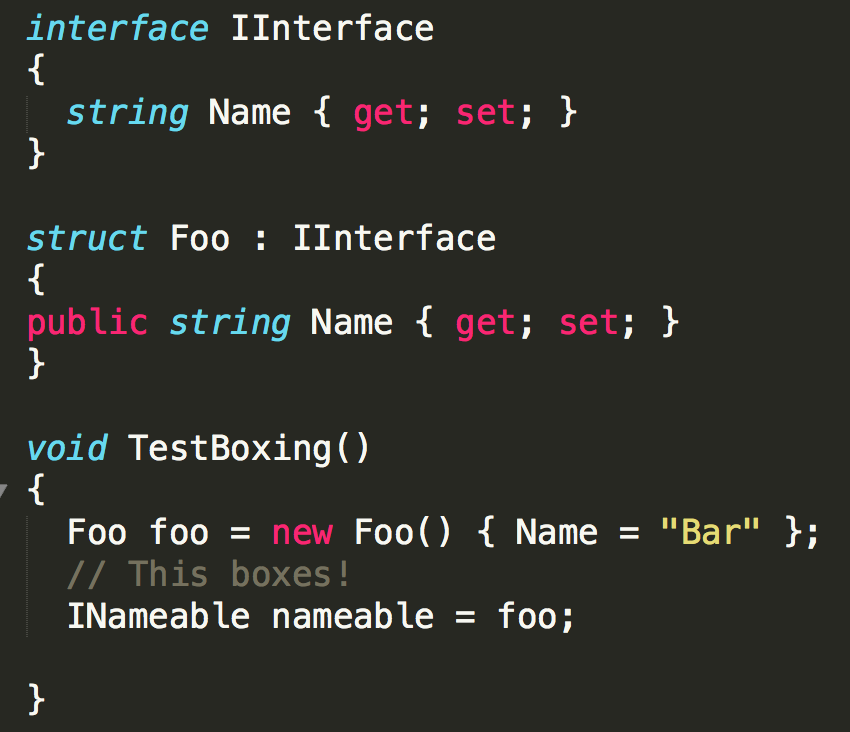 interface IInterface
{
  string Name { get; set; }
}

struct Foo : IInterface
{
public string Name { get; set; }
}

void TestBoxing()
{
  Foo foo = new Foo() { Name = "Bar" };
  // This boxes!
  INameable nameable = foo;

}